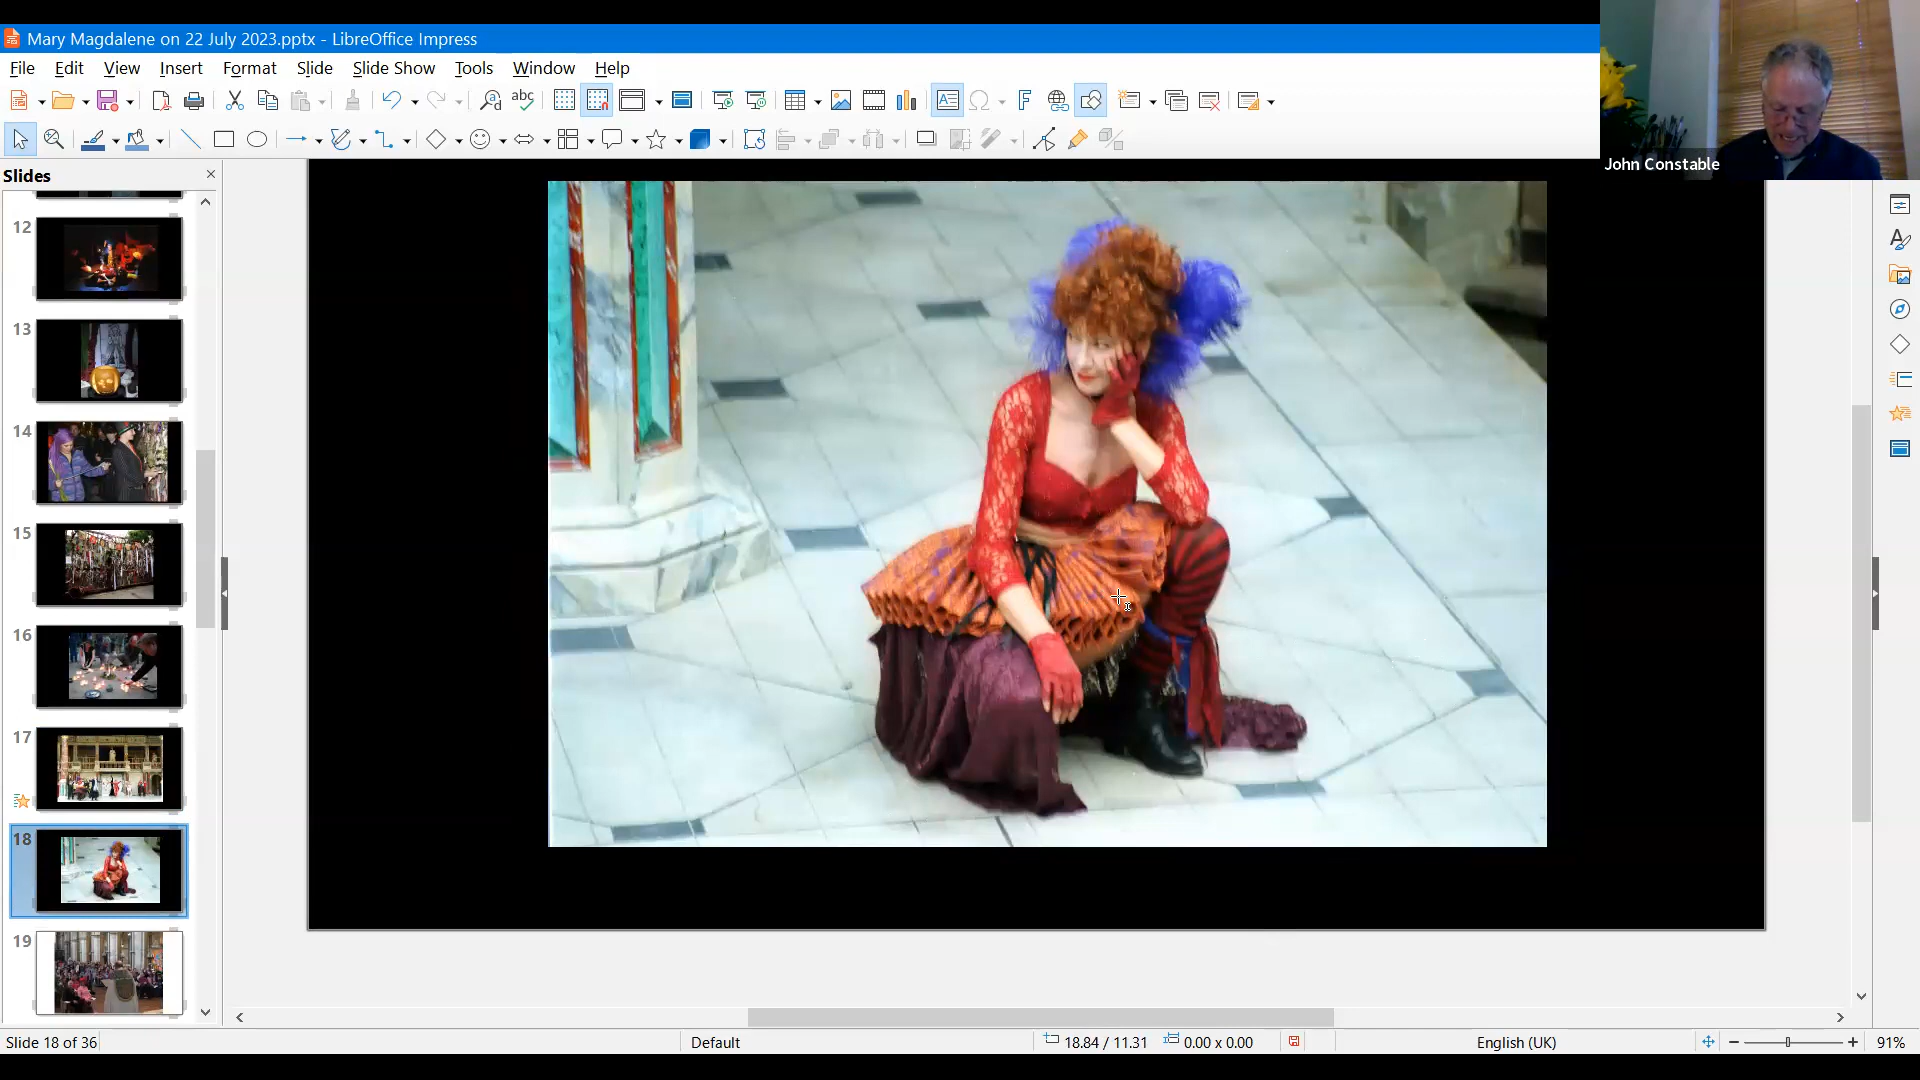 Mary Magdalene on 22 July 2023.pptx - LibreOffice Impress
File Edit View Insert Format Slide Slide Show Tools Window Help
abc
John Constable
Slides
12
13
14
15
16
17
18
19
Slide 18 of 36
Default
18.84 / 11.31
0.00 x 0.00
English (UK)
91%